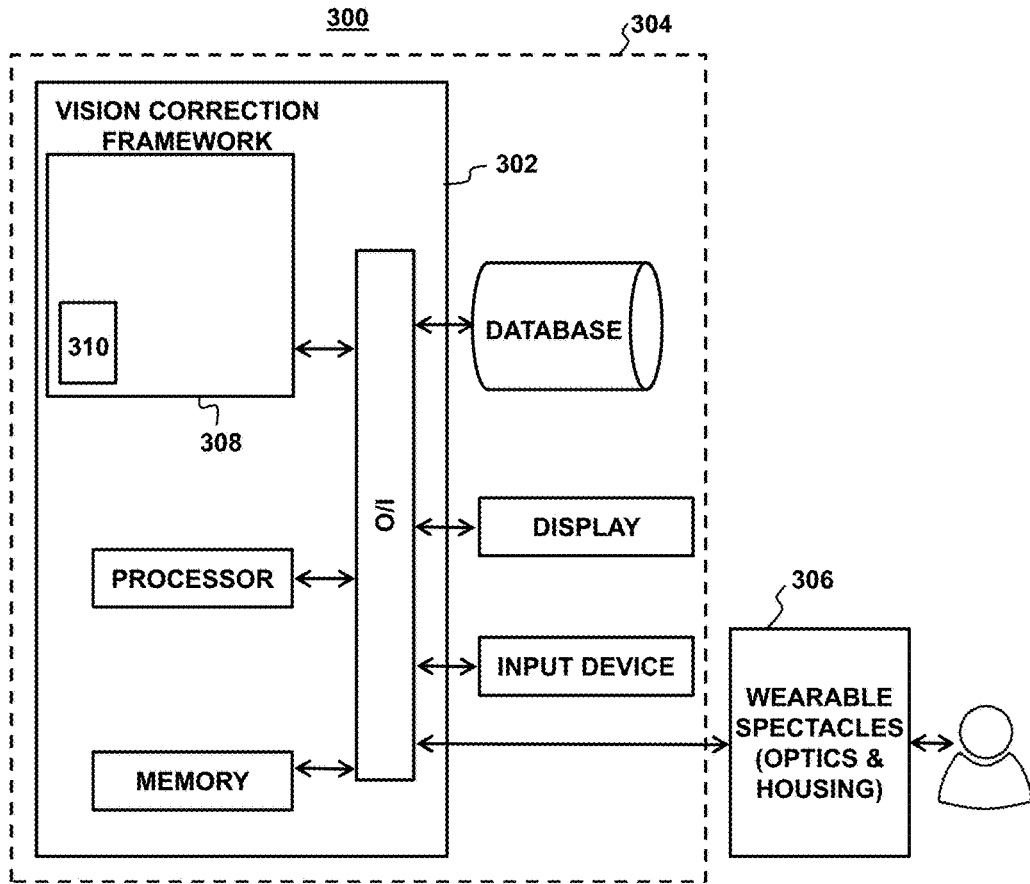 300
304
VISION CORRECTION
FRAMEWORK
302
310
308
DATABASE
O/I
DISPLAY
PROCESSOR
306
INPUT DEVICE
WEARABLE
SPECTACLES
(OPTICS &
HOUSING)
MEMORY